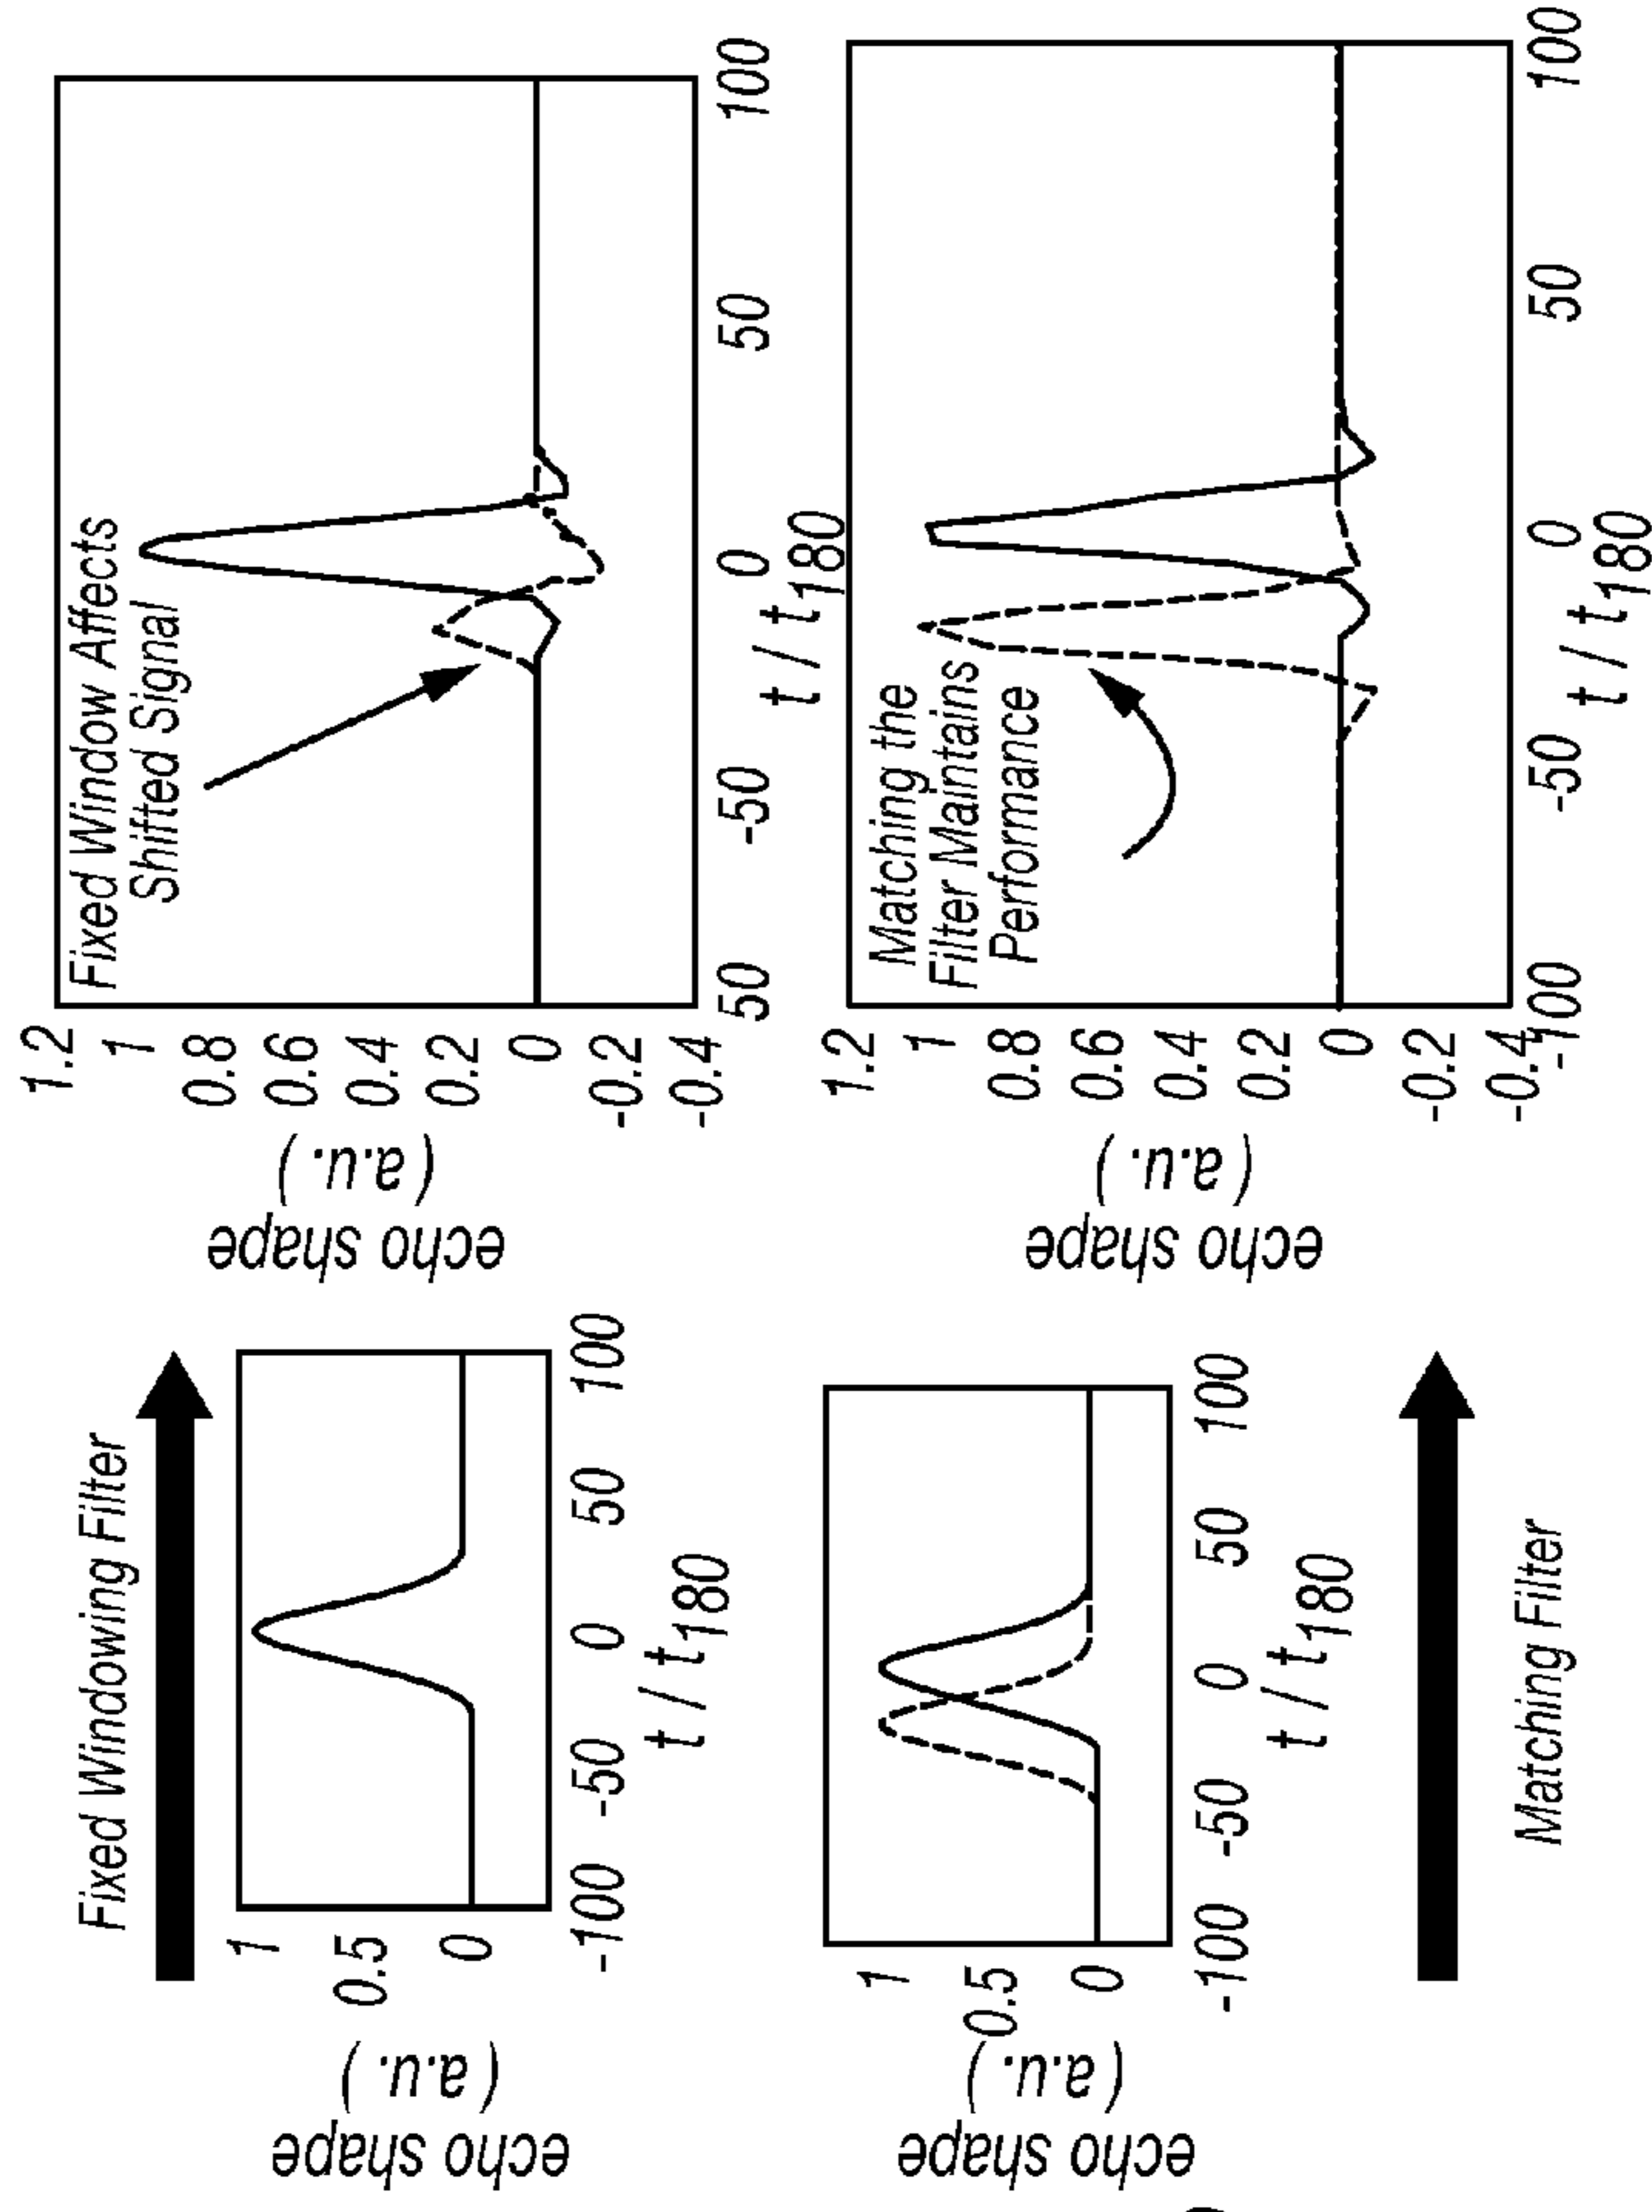 Fixed Windowing Filter
echo shape
(a.u.)
1
0.5
0
-100 -50 0 50 100
t / t180
echo shape
(a.u.)
1.2
1
0.8
0.6
0.4
0.2
0
-0.2
-0.4
Fixed Window Affects
Shifted Signal
50 -50 0 50 100
t / t180
echo shape
(a.u.)
1
0.5
0
-100 -50 0 50 100
t / t180
Matching Filter
echo shape
(a.u.)
1.2
1
0.8
0.6
0.4
0.2
0
-0.2
-0.4
Matching the
Filter Maintains
Performance
-100 -50 0 50 100
t / t180